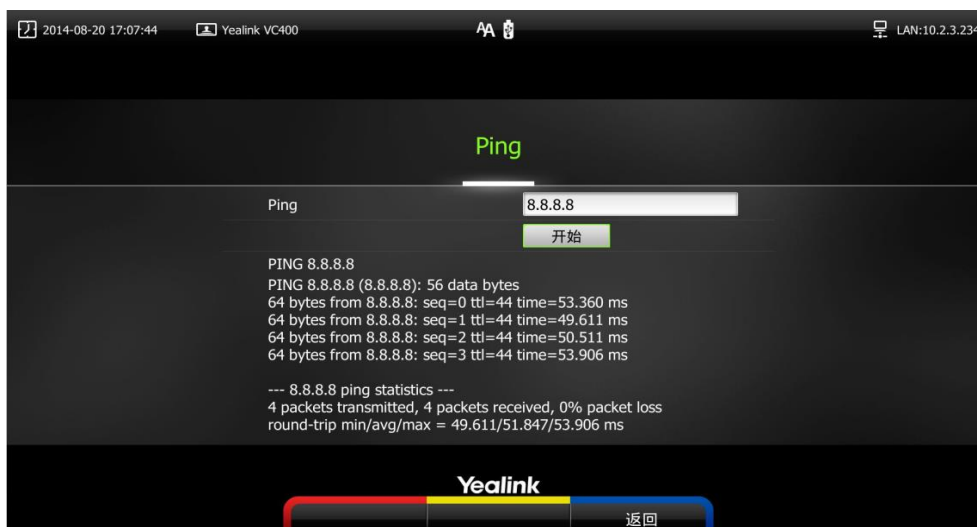 2014-08-20 17:07:44 Yealink VC400 AA LAN:10.2.3.234
Ping
Ping 8.8.8.8
开始
PING 8.8.8.8
PING 8.8.8.8 (8.8.8.8): 56 data bytes
64 bytes from 8.8.8.8: seq=0 ttl=44 time=53.360 ms
64 bytes from 8.8.8.8: seq=1 ttl=44 time=49.611 ms
64 bytes from 8.8.8.8: seq=2 ttl=44 time=50.511 ms
64 bytes from 8.8.8.8: seq=3 ttl=44 time=53.906 ms
--- 8.8.8.8 ping statistics ---
4 packets transmitted, 4 packets received, 0% packet loss
round-trip min/avg/max = 49.611/51.847/53.906 ms
Yealink
返回